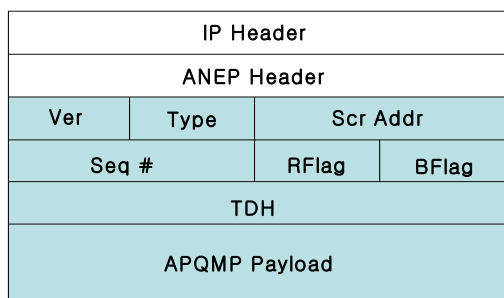 IP Header
ANEP Header
Ver Type Scr Addr
Seq # RFlag BFlag
TDH
APQMP Payload